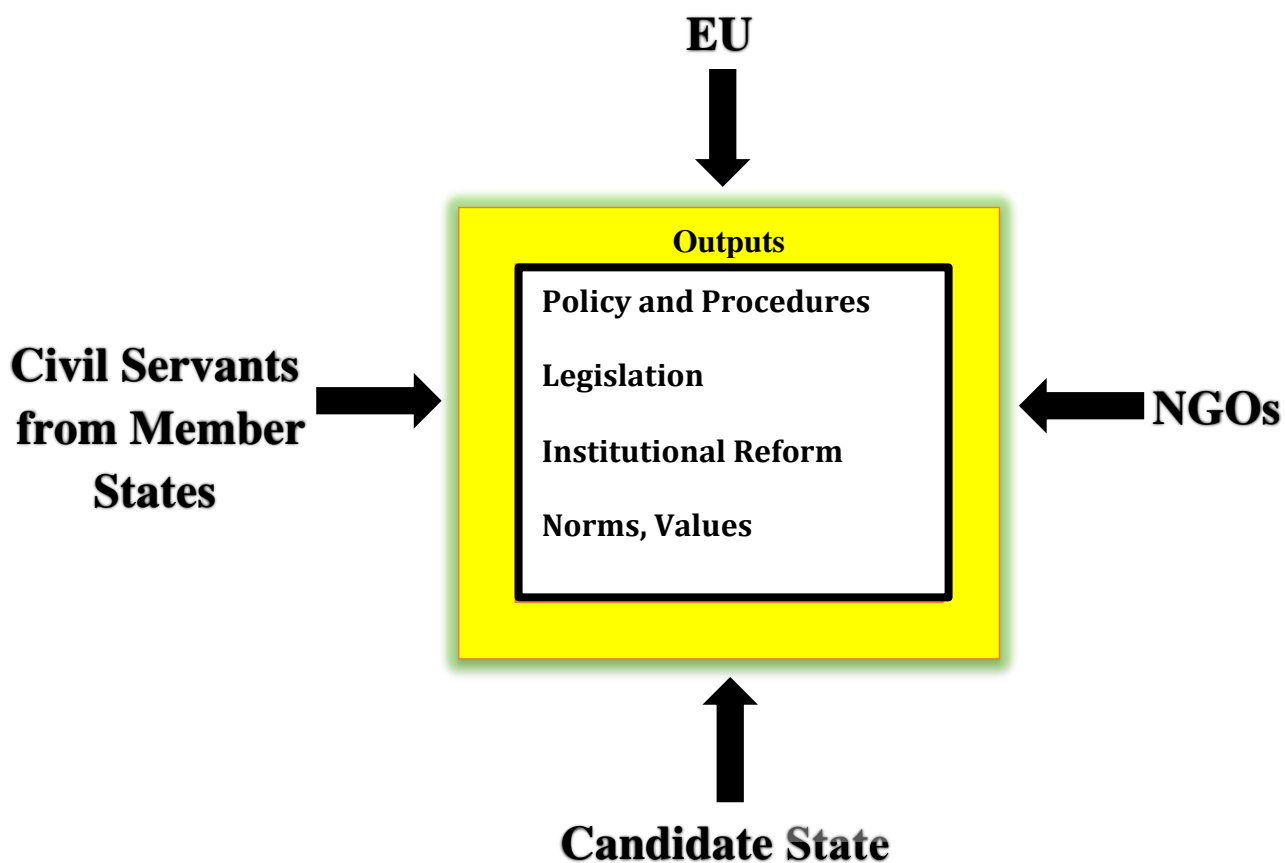 EU
Outputs
Policy and Procedures
Legislation
Institutional Reform
Norms, Values
Civil Servants
from Member
States
NGOs
Candidate State